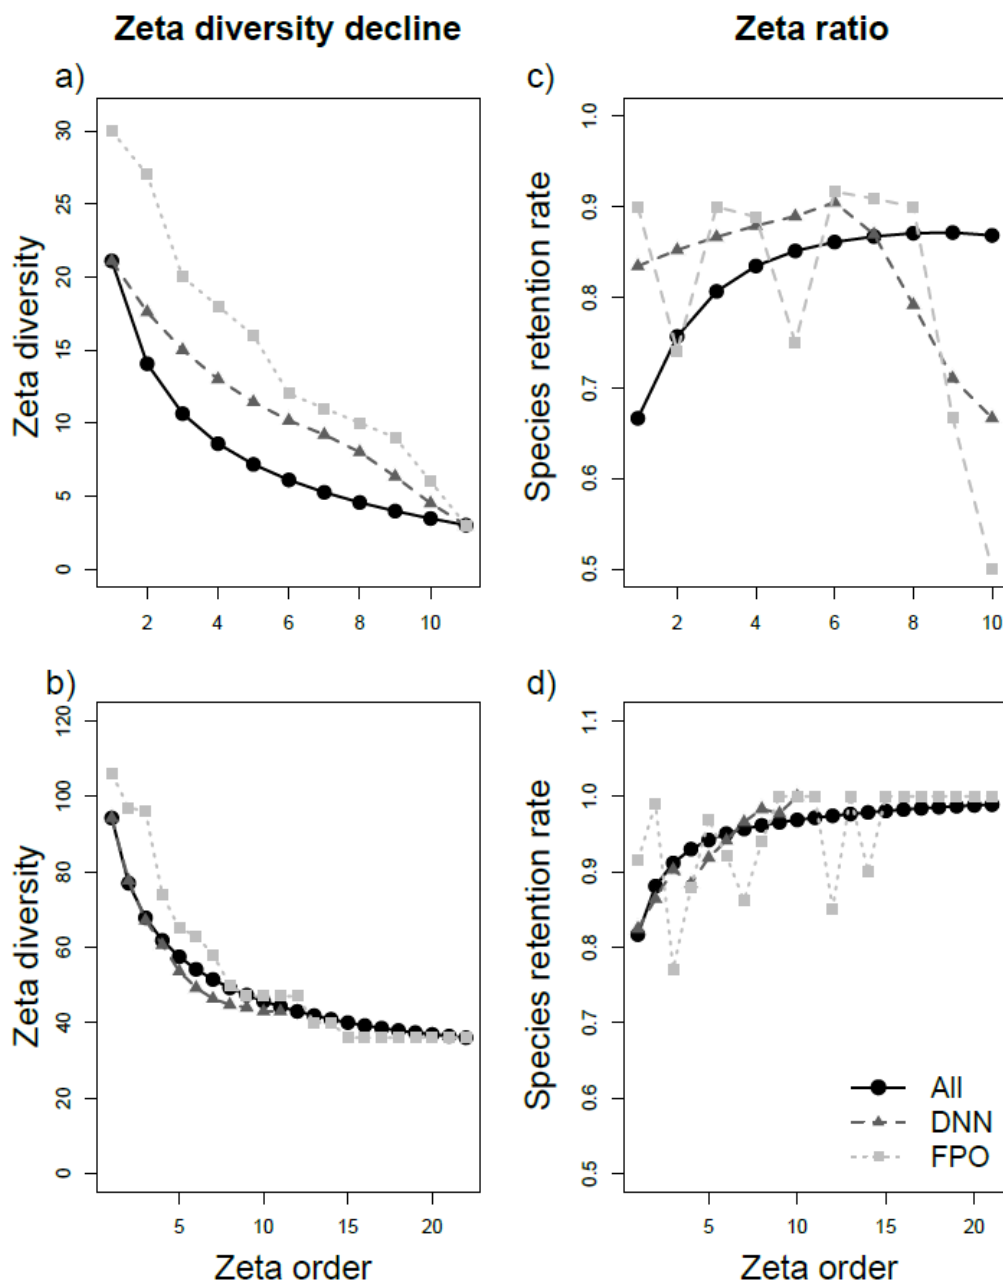 Zeta diversity decline
Zeta ratio
a)
c)
Zeta diversity
0 5 10 15 20 25 30
2 4 6 8 10
Species retention rate
0.5 0.6 0.7 0.8 0.9 1.0
2 4 6 8 10
b)
d)
Zeta diversity
0 20 40 60 80 100 120
5 10 15 20
Zeta order
Species retention rate
0.5 0.6 0.7 0.8 0.9 1.0 1.1
5 10 15 20
Zeta order
All
DNN
FPO